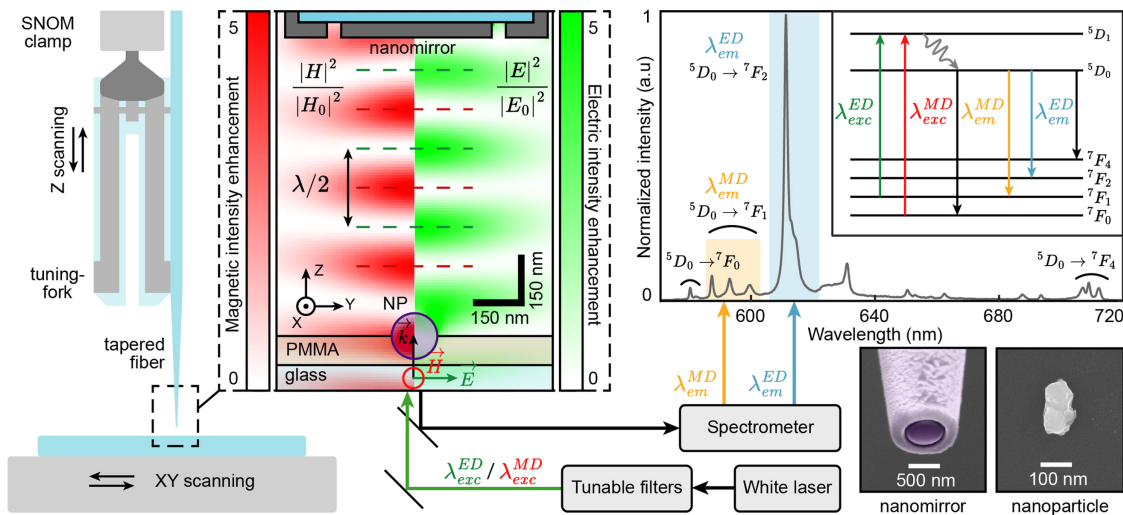 SNOM
clamp
Z scanning
tuning-
fork
tapered
fiber
XY scanning
Magnetic intensity enhancement
5
0
nanomirror
|H|²
|H₀|²
|E|²
|E₀|²
λ/2
Z
Y
X
NP
150 nm
150 nm
k
PMMA
glass
H
E
5
0
Electric intensity enhancement
Normalized intensity (a.u)
1
0
λ_em^ED
⁵D₀ → ⁷F₂
λ_em^MD
⁵D₀ → ⁷F₁
⁵D₀ → ⁷F₀
⁵D₀ → ⁷F₄
600
640
680
720
Wavelength (nm)
⁵D₁
⁵D₀
λ_exc^ED
λ_exc^MD
λ_em^MD
λ_em^ED
⁷F₄
⁷F₂
⁷F₁
⁷F₀
λ_em^MD
λ_em^ED
Spectrometer
λ_exc^ED / λ_exc^MD
Tunable filters
White laser
500 nm
nanomirror
100 nm
nanoparticle